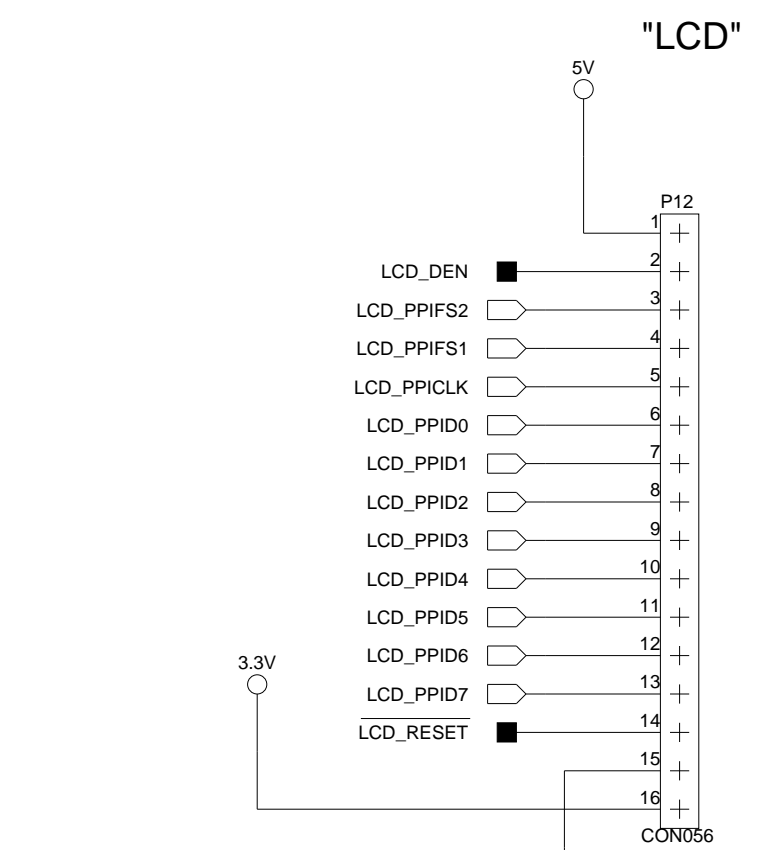 "LCD"
5V
P12
1
LCD_DEN 2
LCD_PPIFS2 3
LCD_PPIFS1 4
LCD_PPICLK 5
LCD_PPID0 6
LCD_PPID1 7
LCD_PPID2 8
LCD_PPID3 9
LCD_PPID4 10
LCD_PPID5 11
LCD_PPID6 12
3.3V
LCD_PPID7 13
LCD_RESET 14
15
16
CON056